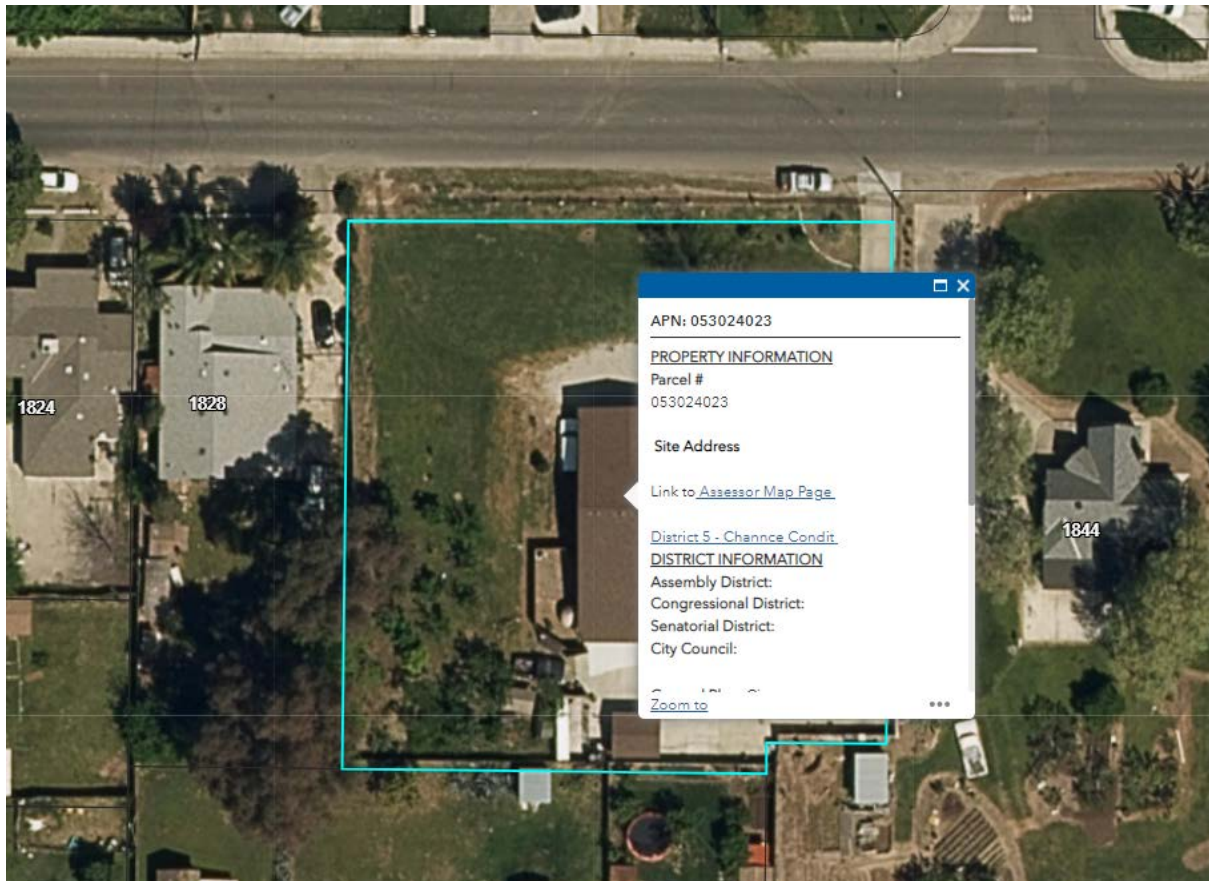 APN: 053024023
PROPERTY INFORMATION
Parcel #
053024023
Site Address
Link to Assessor Map Page
District 5 - Channce Condit
DISTRICT INFORMATION
Assembly District:
Congressional District:
Senatorial District:
City Council:
Zoom to
1824
1828
1844